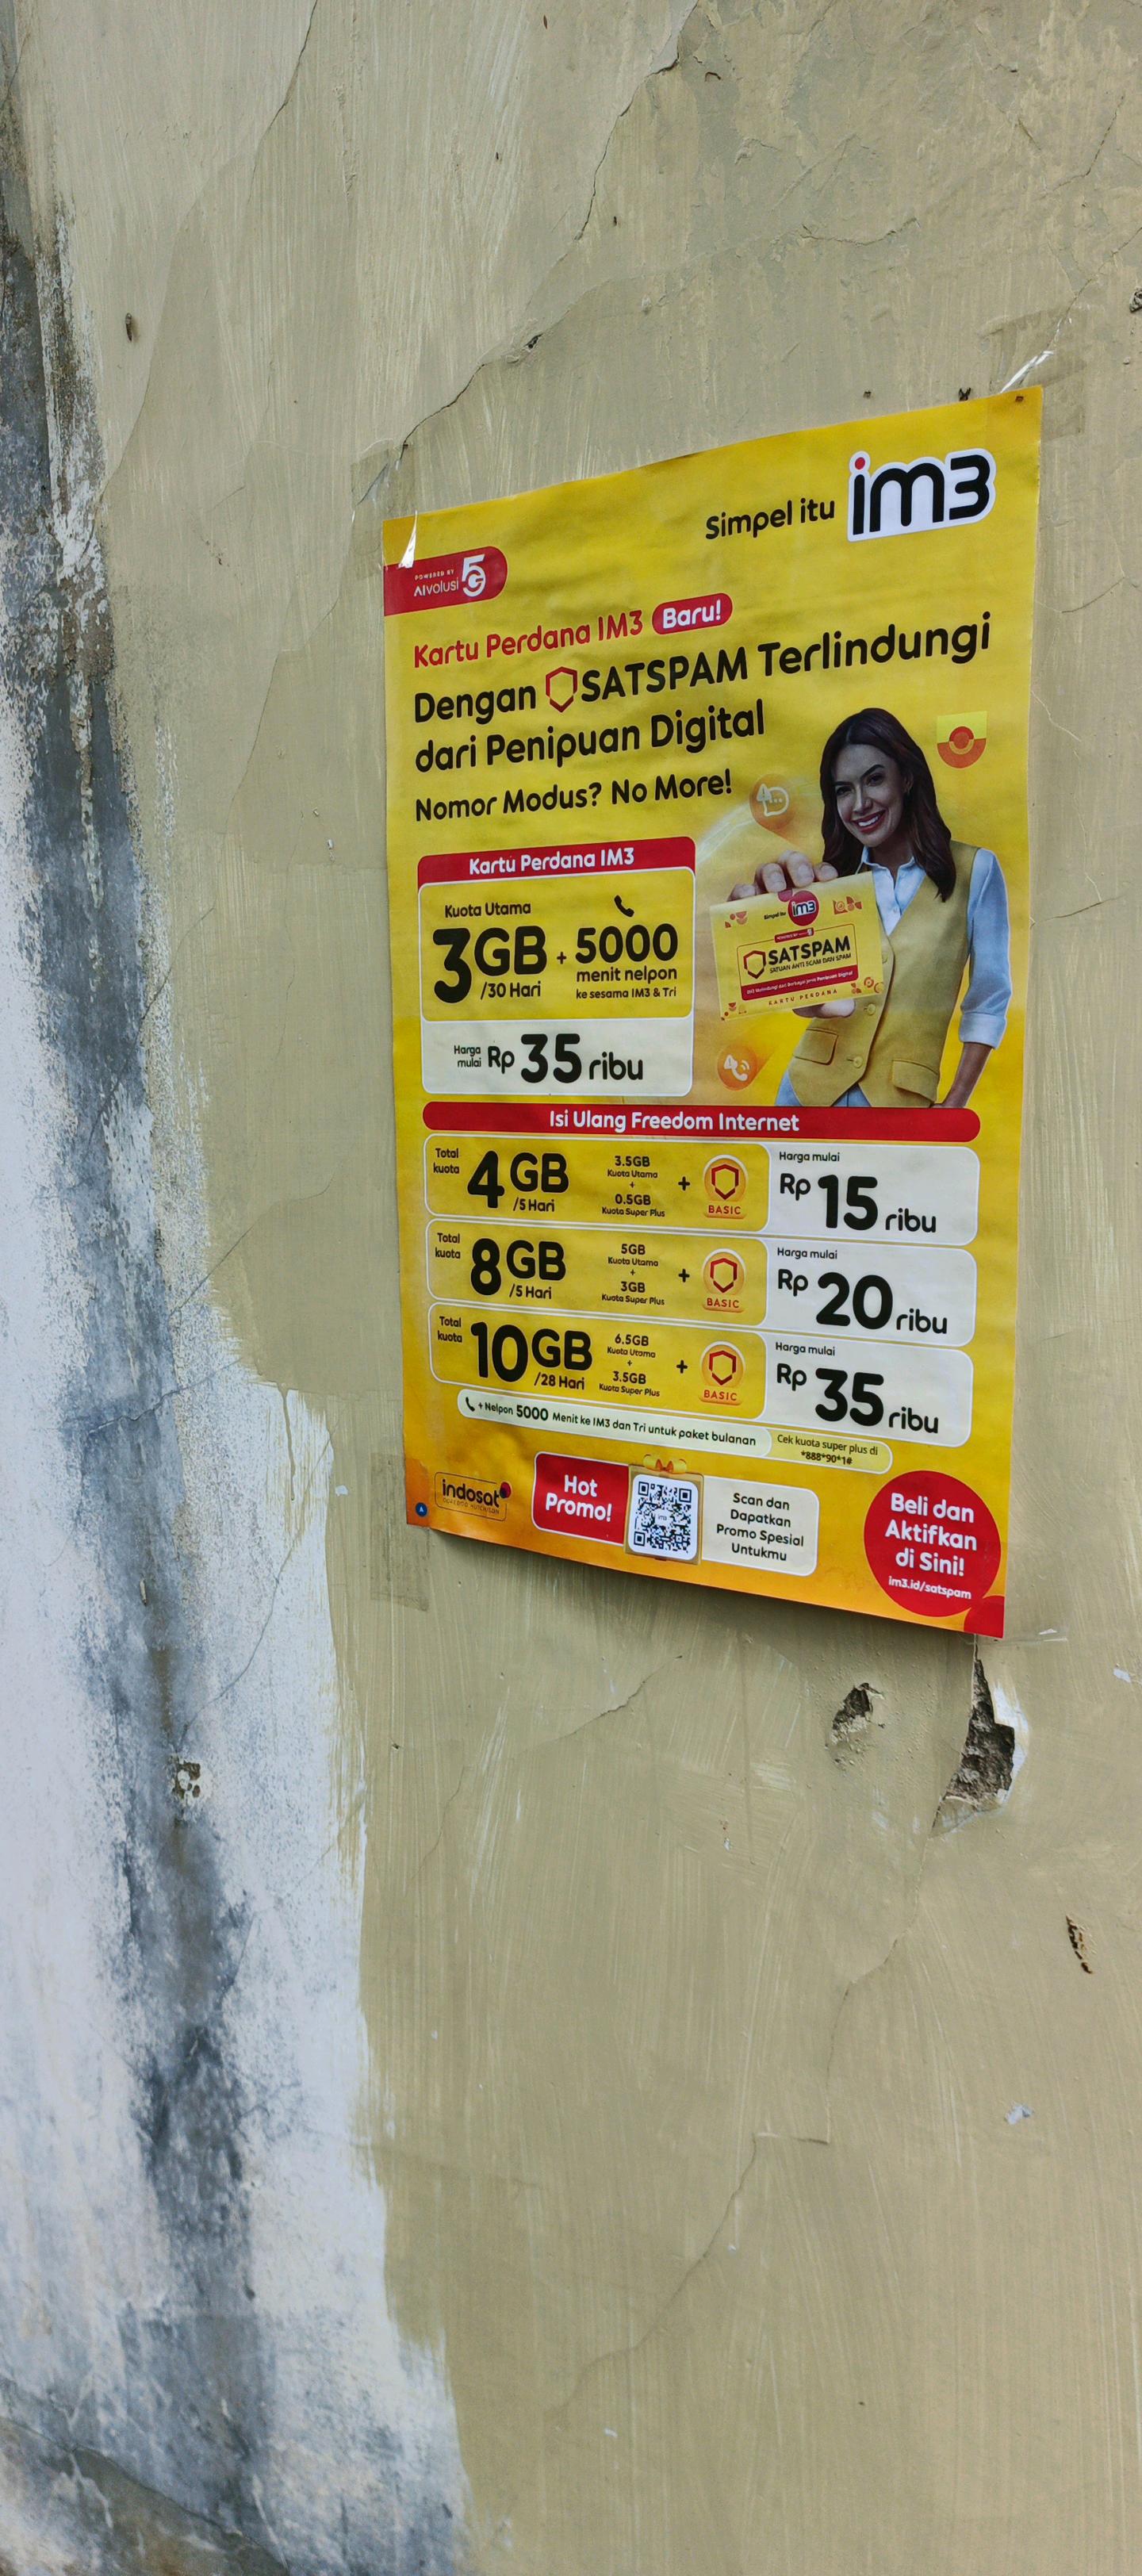 Simpel itu im3
POWERED BY
AIvolusi 5G
Kartu Perdana IM3 Baru!
Dengan SATSPAM Terlindungi
dari Penipuan Digital
Nomor Modus? No More!
Kartu Perdana IM3
Kuota Utama
3GB /30 Hari + 5000
menit nelpon
ke sesama IM3 & Tri
Harga mulai Rp 35 ribu
Simpel itu im3
SATSPAM
SATUAN ANTI SCAM DAN SPAM
KARTU PERDANA
Isi Ulang Freedom Internet
Total kuota 4GB /5 Hari
3.5GB
Kuota Utama
+
0.5GB
Kuota Super Plus
+
BASIC
Harga mulai
Rp 15 ribu
Total kuota 8GB /5 Hari
5GB
Kuota Utama
+
3GB
Kuota Super Plus
+
BASIC
Harga mulai
Rp 20 ribu
Total kuota 10GB /28 Hari
6.5GB
Kuota Utama
+
3.5GB
Kuota Super Plus
+
BASIC
Harga mulai
Rp 35 ribu
+ Nelpon 5000 Menit ke IM3 dan Tri untuk paket bulanan
Cek kuota super plus di
*888*90*1#
indosat
Hot
Promo!
Scan dan
Dapatkan
Promo Spesial
Untukmu
Beli dan
Aktifkan
di Sini!
im3.id/satspam